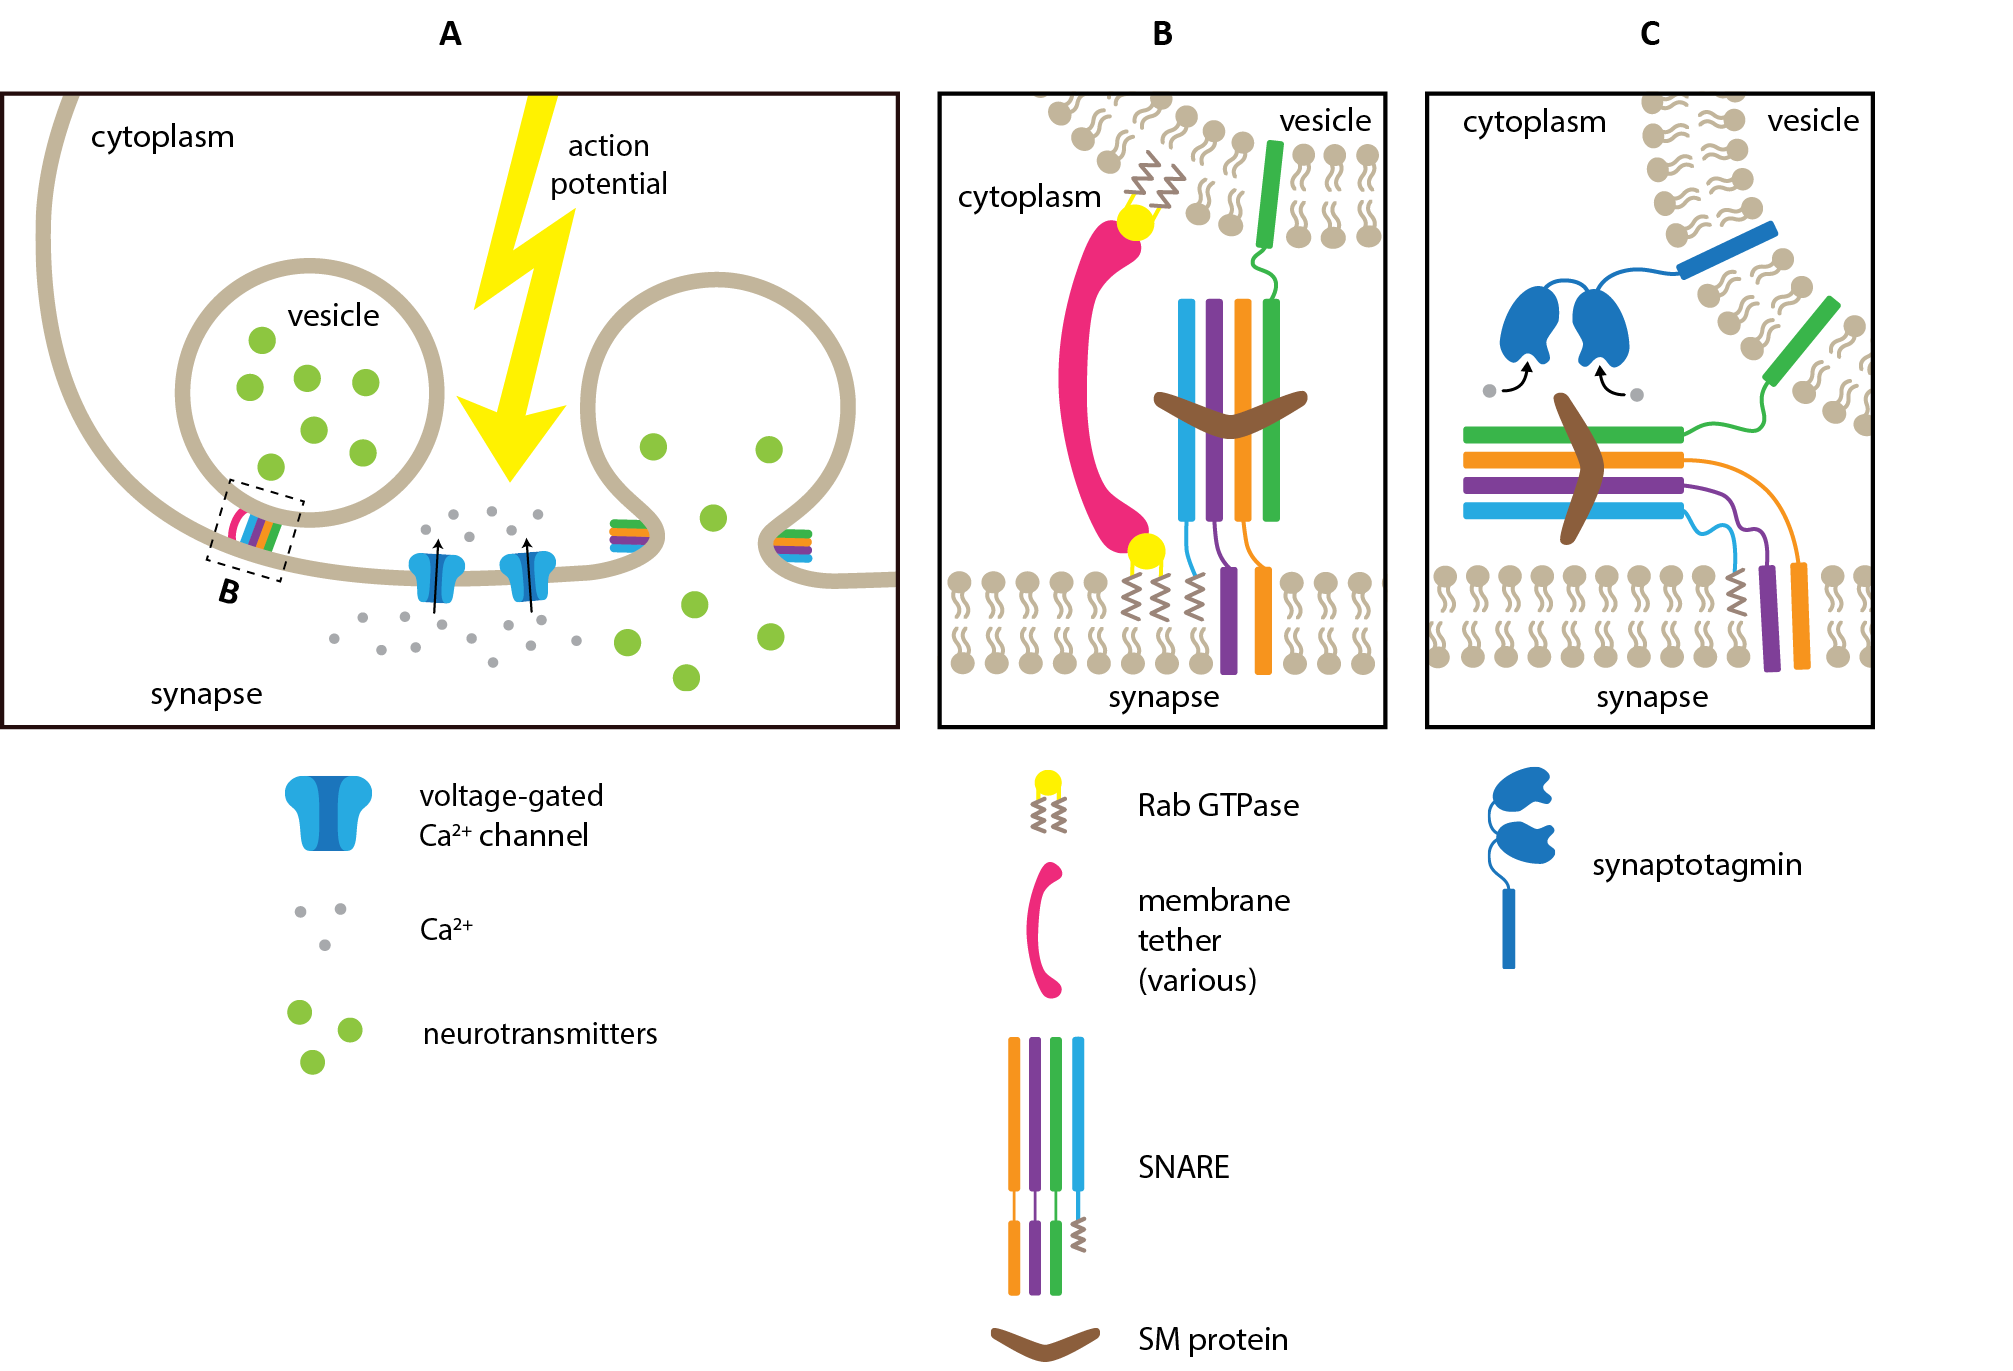 A
cytoplasm
action
potential
vesicle
B
synapse
voltage-gated
Ca²⁺ channel
Ca²⁺
neurotransmitters
B
vesicle
cytoplasm
synapse
Rab GTPase
membrane
tether
(various)
SNARE
SM protein
C
cytoplasm
vesicle
synapse
synaptotagmin